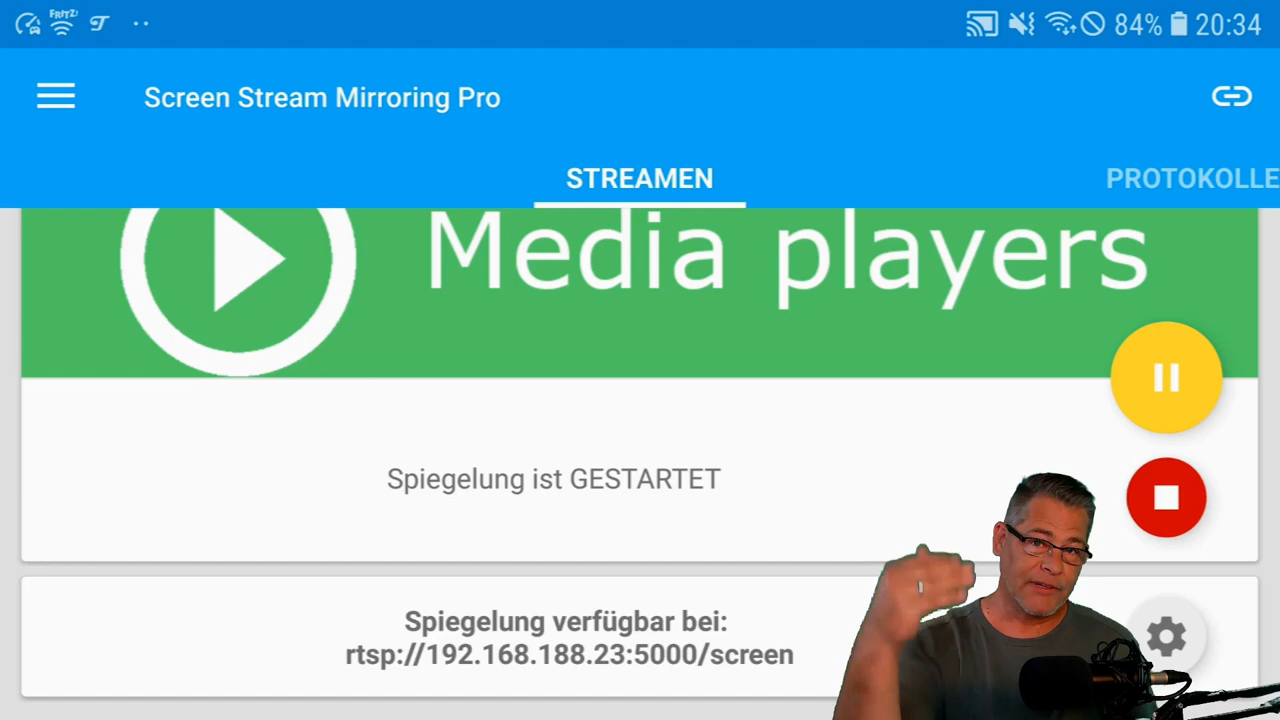 FRITZ!
84% 20:34
Screen Stream Mirroring Pro
STREAMEN PROTOKOLLE
Media players
Spiegelung ist GESTARTET
Spiegelung verfügbar bei:
rtsp://192.168.188.23:5000/screen